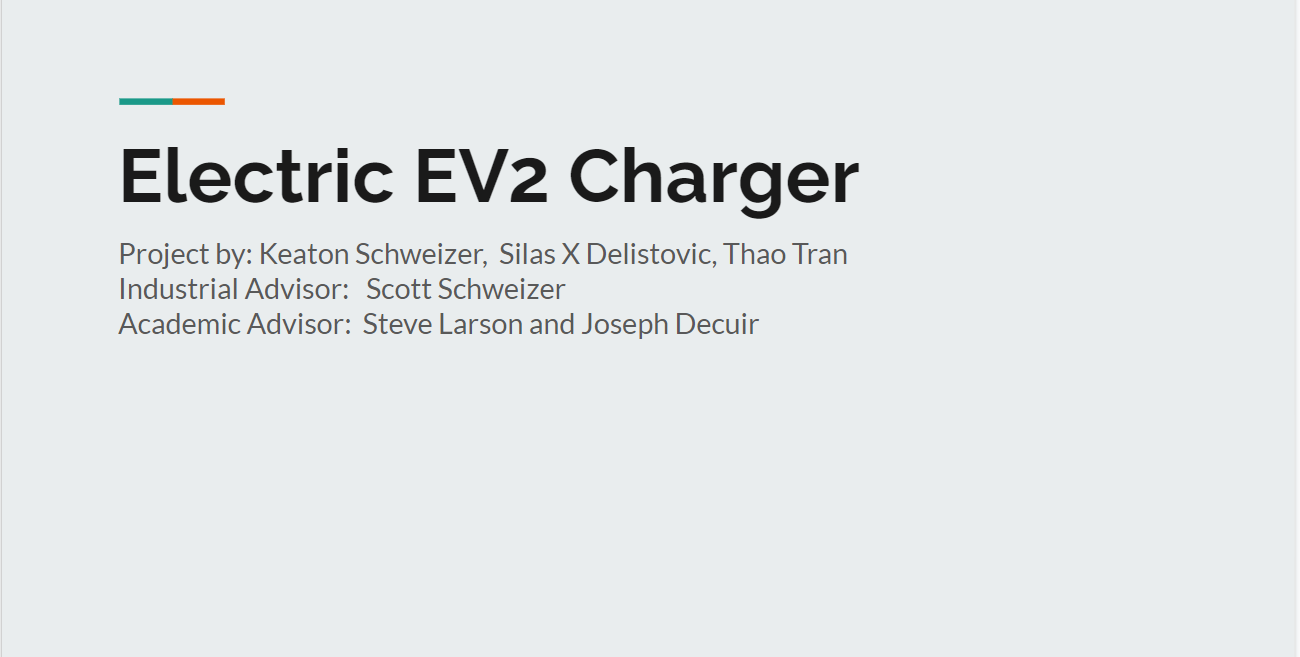 Electric EV2 Charger
Project by: Keaton Schweizer,  Silas X Delistovic, Thao Tran
Industrial Advisor:   Scott Schweizer
Academic Advisor:  Steve Larson and Joseph Decuir